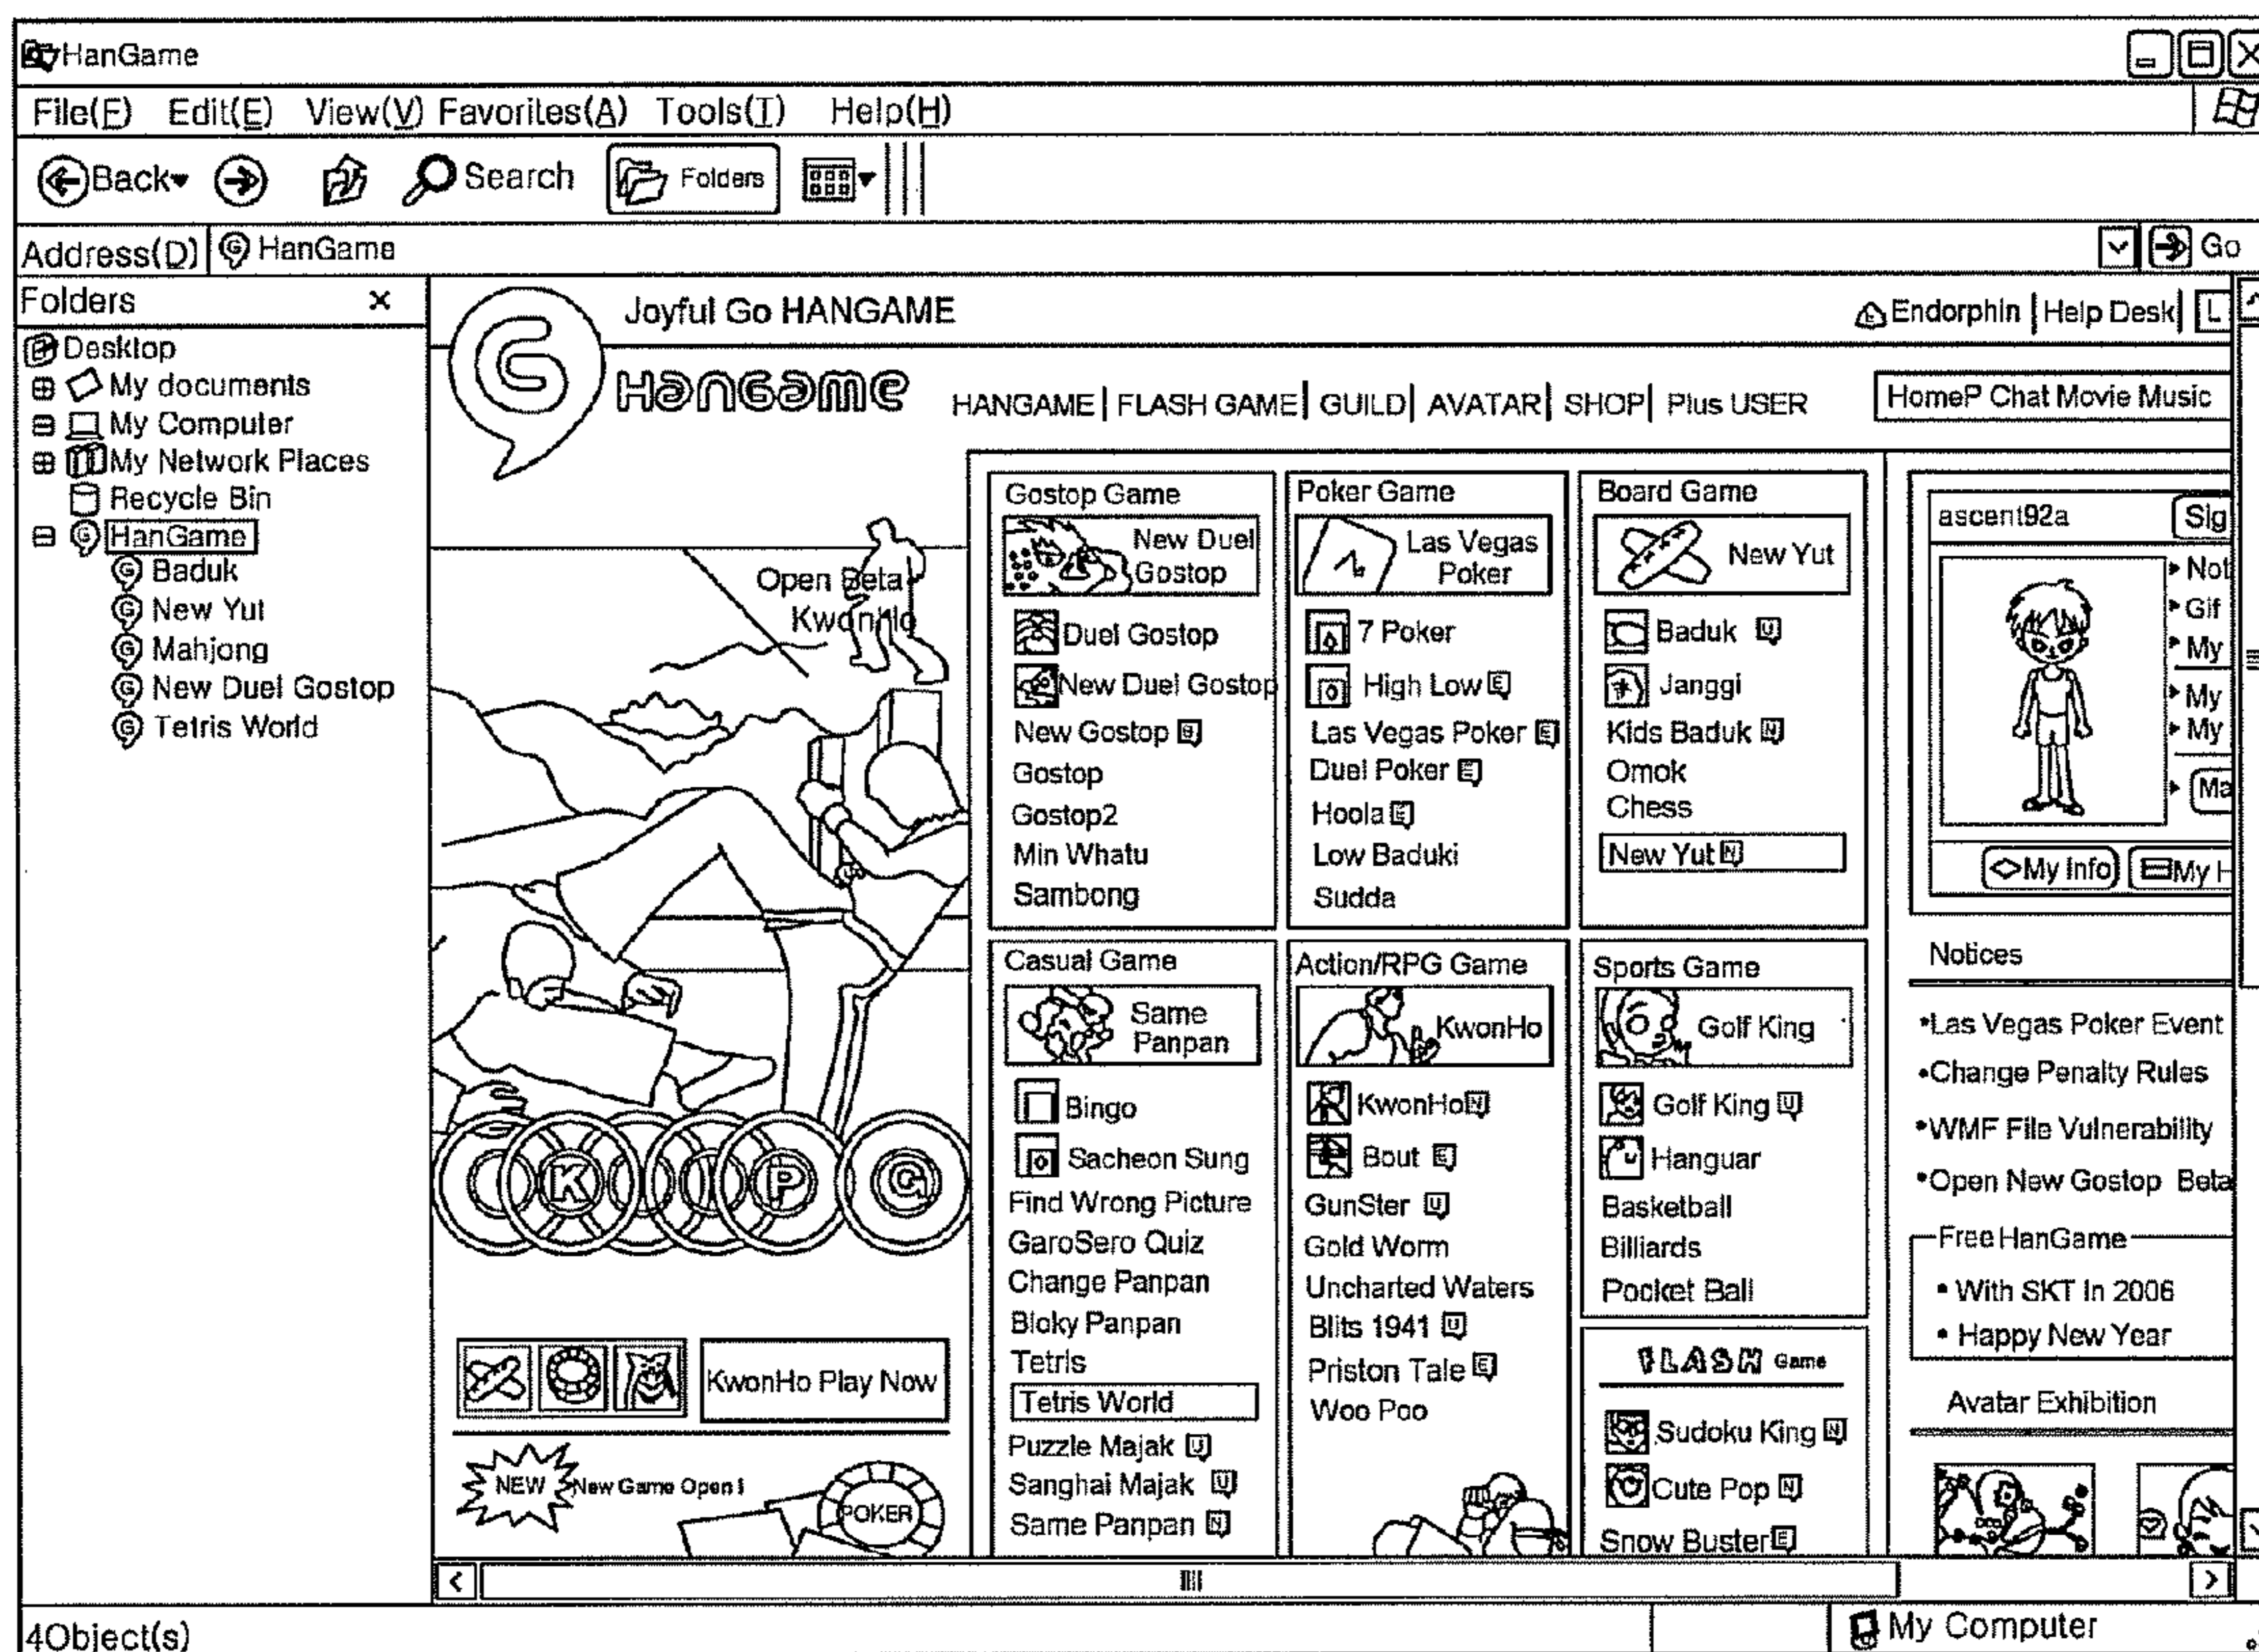 HanGame
File(F) Edit(E) View(V) Favorites(A) Tools(T) Help(H)
Back Search Folders
Address(D) HanGame Go
Folders
Desktop
My documents
My Computer
My Network Places
Recycle Bin
HanGame
Baduk
New Yut
Mahjong
New Duel Gostop
Tetris World
Joyful Go HANGAME
Endorphin | Help Desk | L
HANGAME
HANGAME | FLASH GAME | GUILD | AVATAR | SHOP | Plus USER
HomeP Chat Movie Music
Open Beta
KwonHo
K P G
KwonHo Play Now
NEW New Game Open !
POKER
Gostop Game
New Duel
Gostop
Duel Gostop
New Duel Gostop
New Gostop
Gostop
Gostop2
Min Whatu
Sambong
Poker Game
Las Vegas
Poker
7 Poker
High Low E
Las Vegas Poker E
Duel Poker E
Hoola E
Low Baduki
Sudda
Board Game
New Yut
Baduk U
Janggi
Kids Baduk N
Omok
Chess
New Yut N
Casual Game
Same
Panpan
Bingo
Sacheon Sung
Find Wrong Picture
GaroSero Quiz
Change Panpan
Bloky Panpan
Tetris
Tetris World
Puzzle Majak U
Sanghai Majak U
Same Panpan N
Action/RPG Game
KwonHo
KwonHo N
Bout E
GunSter U
Gold Worm
Uncharted Waters
Blits 1941 U
Priston Tale E
Woo Poo
Sports Game
Golf King
Golf King U
Hanguar
Basketball
Billiards
Pocket Ball
FLASH Game
Sudoku King N
Cute Pop N
Snow Buster E
ascent92a Sig
Not
Gif
My
My
My
Ma
My Info My H
Notices
•Las Vegas Poker Event
•Change Penalty Rules
•WMF File Vulnerability
•Open New Gostop Beta
Free HanGame
• With SKT In 2006
• Happy New Year
Avatar Exhibition
4Object(s) My Computer